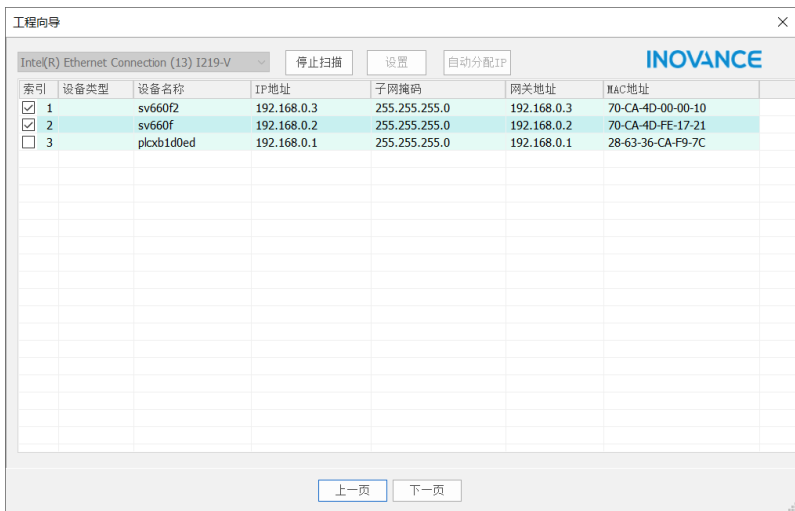 工程向导
Intel(R) Ethernet Connection (13) I219-V 停止扫描 设置 自动分配IP INOVANCE
索引 设备类型 设备名称 IP地址 子网掩码 网关地址 MAC地址
1 sv660f2 192.168.0.3 255.255.255.0 192.168.0.3 70-CA-4D-00-00-10
2 sv660f 192.168.0.2 255.255.255.0 192.168.0.2 70-CA-4D-FE-17-21
3 plcxb1d0ed 192.168.0.1 255.255.255.0 192.168.0.1 28-63-36-CA-F9-7C
上一页 下一页